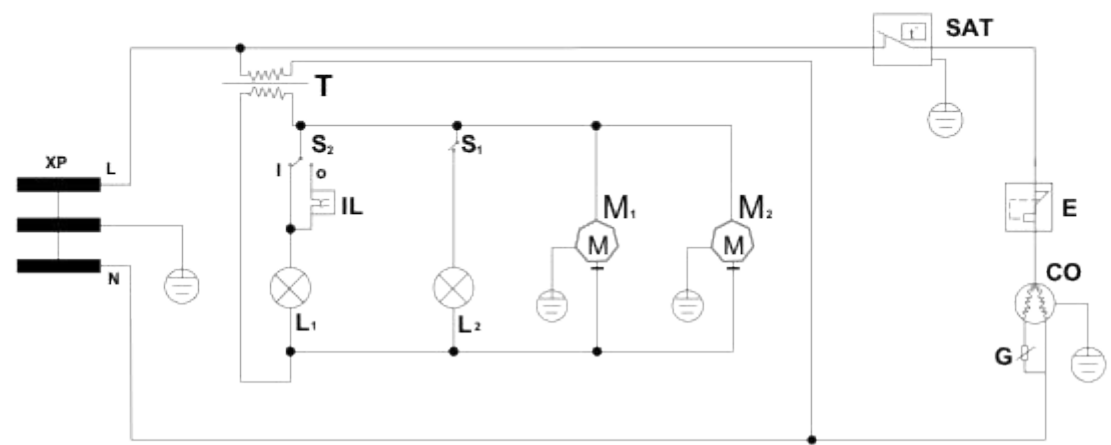 SAT
t°
T
XP
L
S₂
I
o
IL
S₁
M₁
M
M₂
M
E
N
L₁
L₂
CO
G